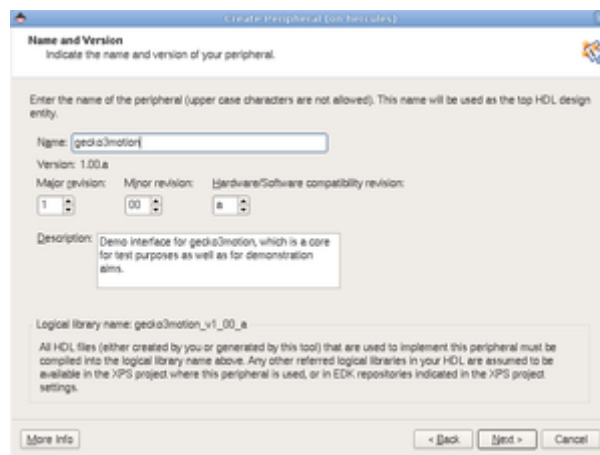 Create Peripheral (on hercules)
Name and Version
Indicate the name and version of your peripheral.
Enter the name of the peripheral (upper case characters are not allowed). This name will be used as the top HDL design
entity.
Name: gecko3motion
Version: 1.00.a
Major revision: Minor revision: Hardware/Software compatibility revision:
1 00 a
Description: Demo interface for gecko3motion, which is a core
for test purposes as well as for demonstration
aims.
Logical library name: gecko3motion_v1_00_a
All HDL files (either created by you or generated by this tool) that are used to implement this peripheral must be
compiled into the logical library name above. Any other referred logical libraries in your HDL are assumed to be
available in the XPS project where this peripheral is used, or in EDK repositories indicated in the XPS project
settings.
More Info < Back Next > Cancel